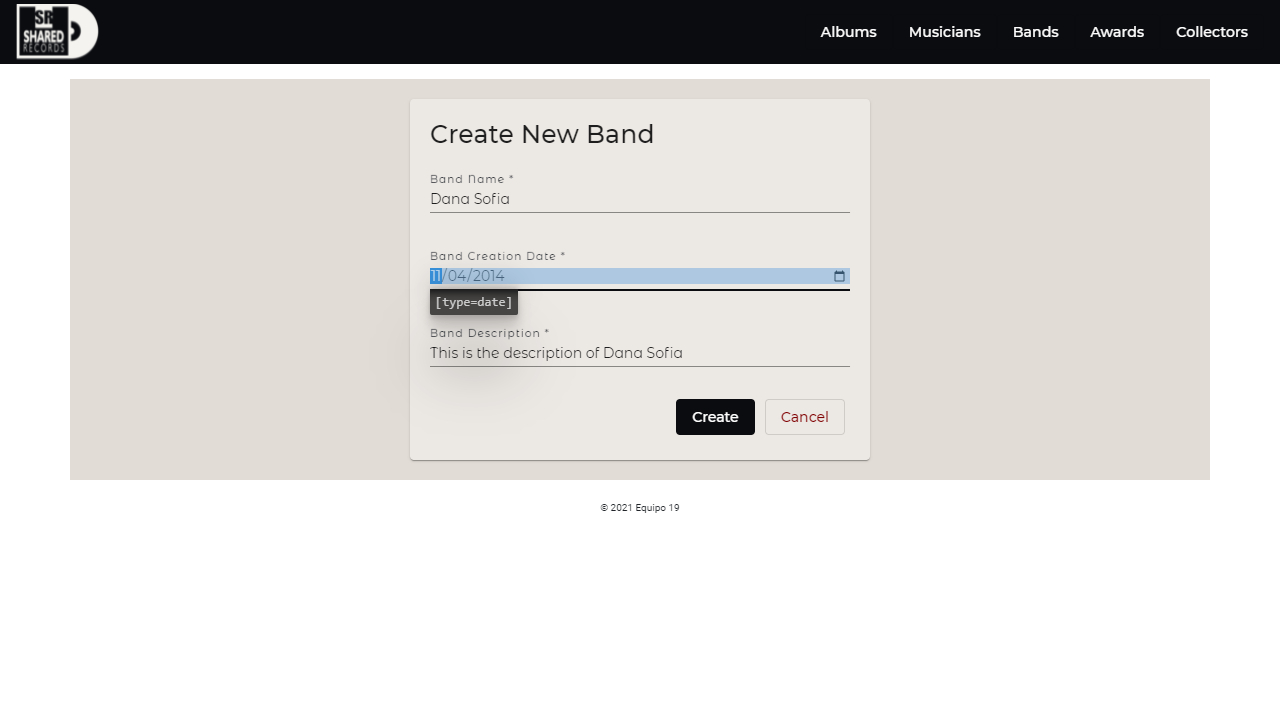 SR
SHARED
RECORDS
Albums Musicians Bands Awards Collectors
Create New Band
Band Name *
Dana Sofia
Band Creation Date *
11/04/2014
[type=date]
Band Description *
This is the description of Dana Sofia
Create Cancel
© 2021 Equipo 19